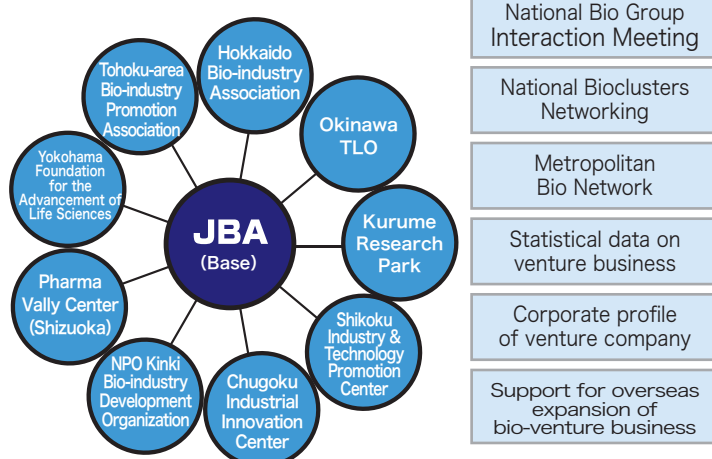 Hokkaido
Bio-industry
Association
Okinawa
TLO
Kurume
Research
Park
Shikoku
Industry &
Technology
Promotion
Center
Chugoku
Industrial
Innovation
Center
NPO Kinki
Bio-industry
Development
Organization
Pharma
Vally Center
(Shizuoka)
Yokohama
Foundation
for the
Advancement of
Life Sciences
Tohoku-area
Bio-industry
Promotion
Association
JBA
(Base)
National Bio Group
Interaction Meeting
National Bioclusters
Networking
Metropolitan
Bio Network
Statistical data on
venture business
Corporate profile
of venture company
Support for overseas
expansion of
bio-venture business